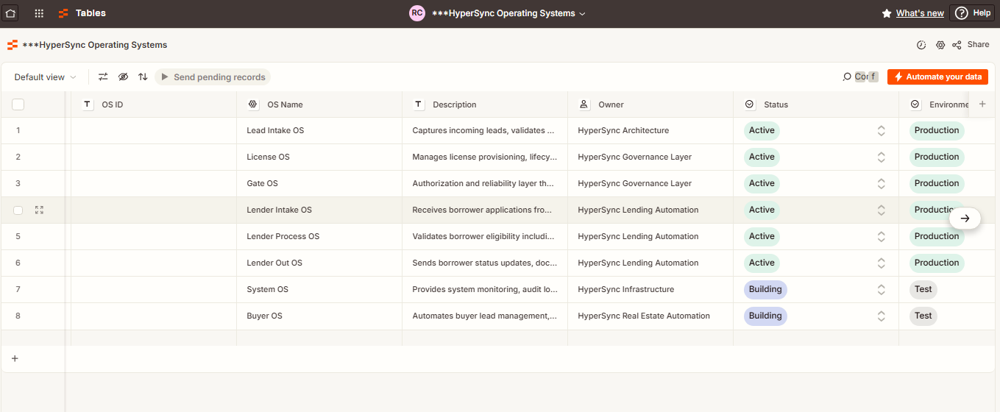 Tables
RC ***HyperSync Operating Systems
What's new
Help
***HyperSync Operating Systems
Share
Default view
Send pending records
Automate your data
OS ID OS Name Description Owner Status Environme
1 Lead Intake OS Captures incoming leads, validates ... HyperSync Architecture Active Production
2 License OS Manages license provisioning, lifecy... HyperSync Governance Layer Active Production
3 Gate OS Authorization and reliability layer th... HyperSync Governance Layer Active Production
Lender Intake OS Receives borrower applications fro... HyperSync Lending Automation Active Productio
5 Lender Process OS Validates borrower eligibility includi... HyperSync Lending Automation Active Production
6 Lender Out OS Sends borrower status updates, doc... HyperSync Lending Automation Active Production
7 System OS Provides system monitoring, audit lo... HyperSync Infrastructure Building Test
8 Buyer OS Automates buyer lead management,... HyperSync Real Estate Automation Building Test